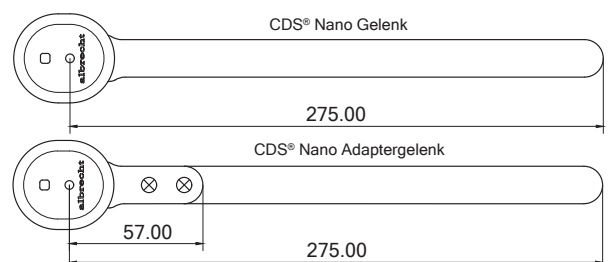 CDS® Nano Gelenk
albrecht
275.00
CDS® Nano Adaptergelenk
albrecht
57.00
275.00